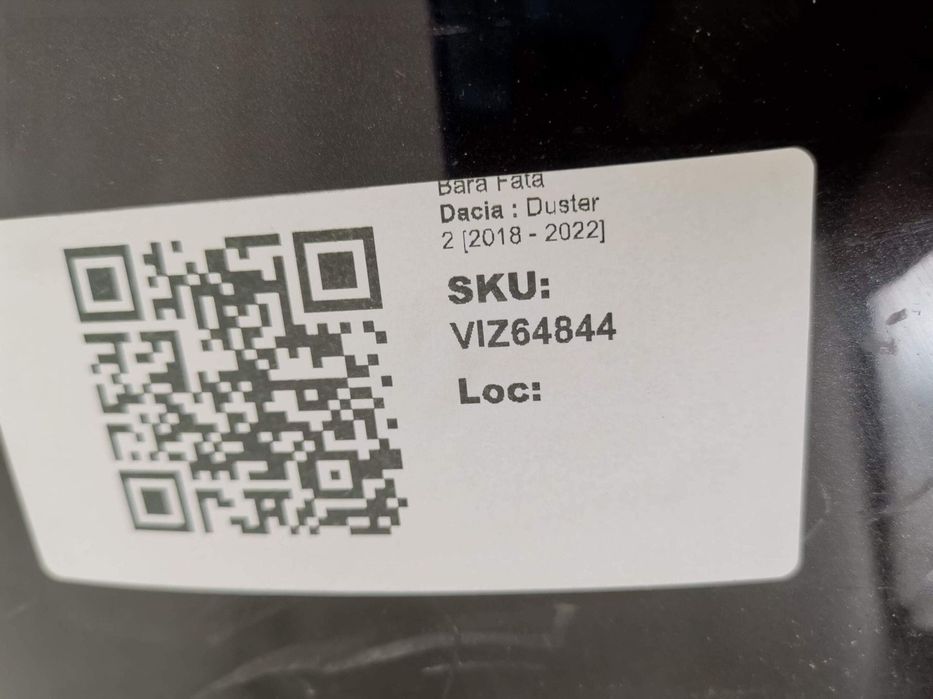 Bara Fata
Dacia : Duster
2 [2018 - 2022]
SKU:
VIZ64844
Loc: